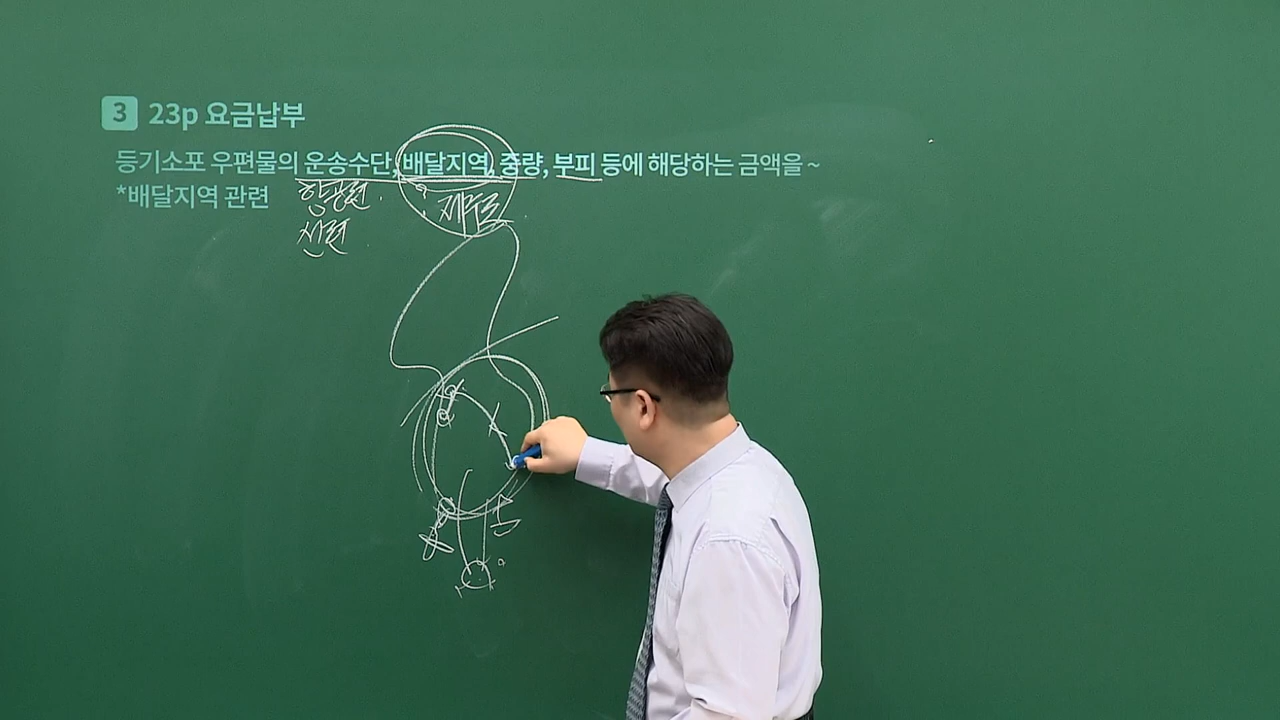 3 23p 요금납부
등기소포 우편물의 운송수단, 배달지역, 중량, 부피 등에 해당하는 금액을 ~
*배달지역 관련
항공편 제주도
선편